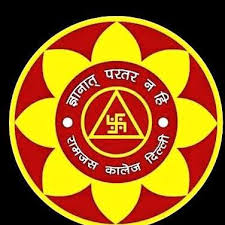 ज्ञानात् परतर न हि
रामजस कालेज दिल्ली